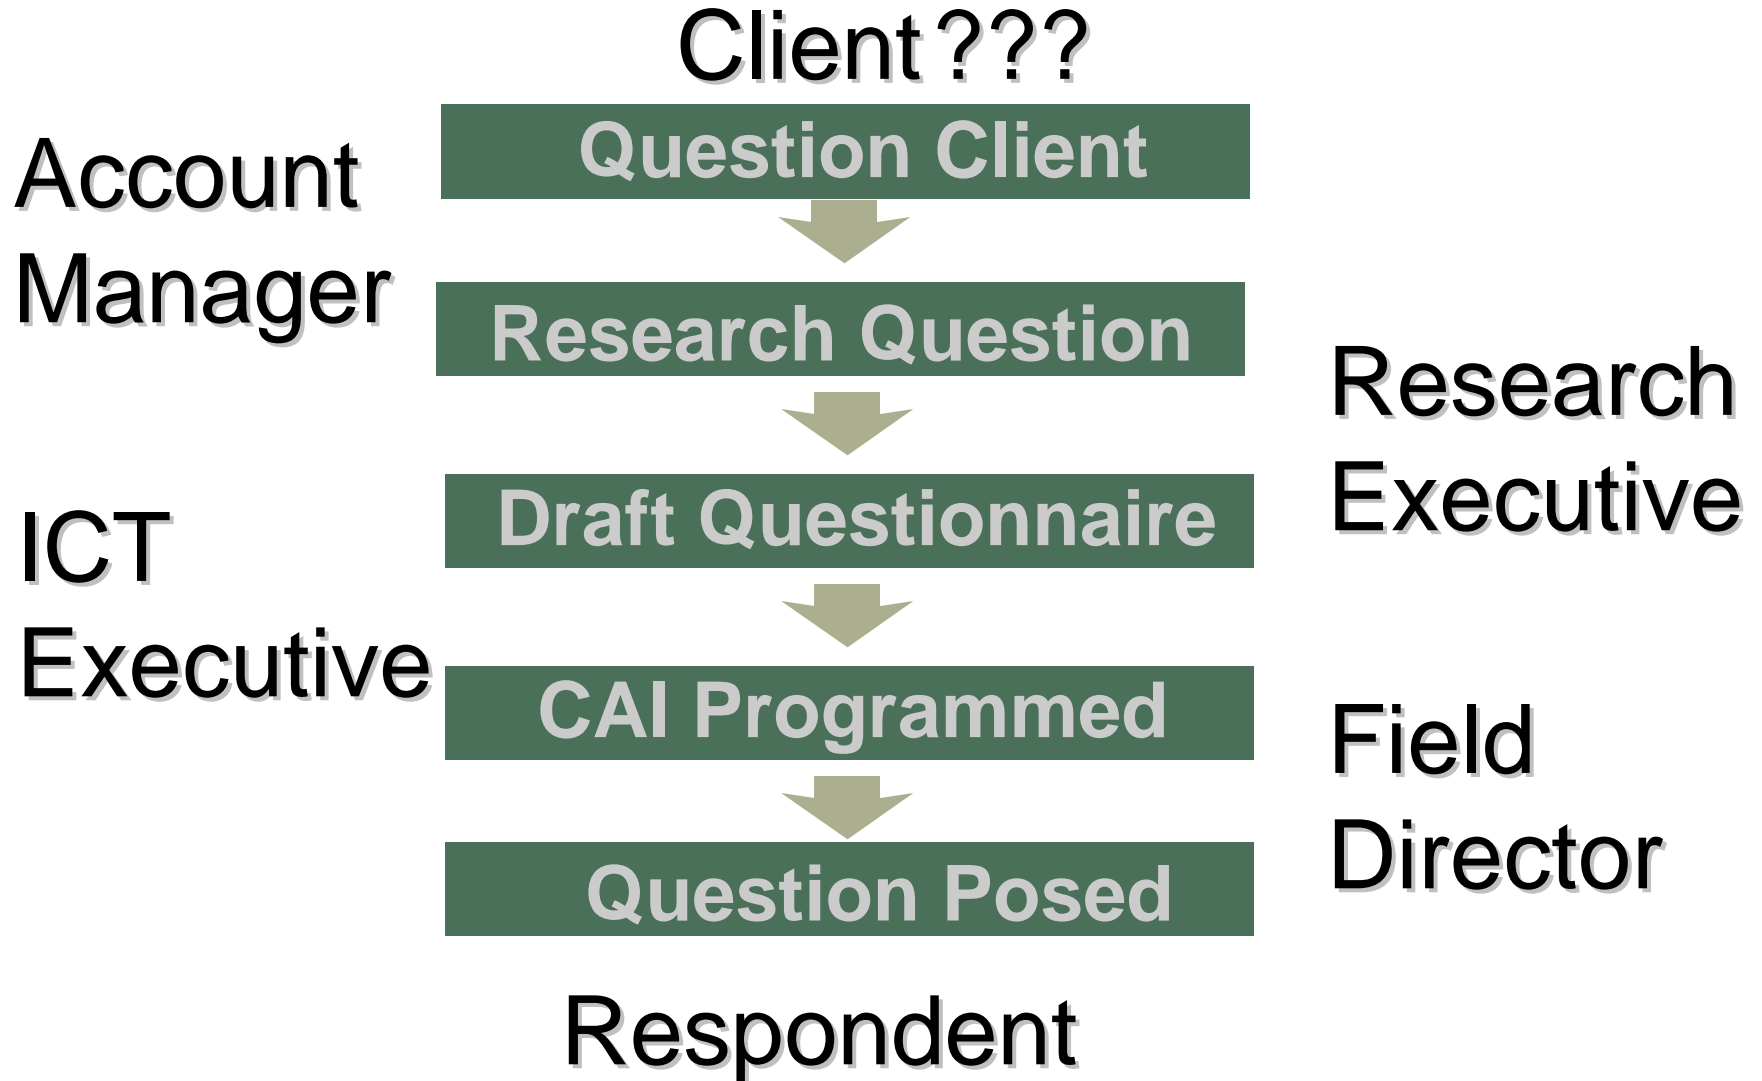 Client ???
Question Client
Account
Manager
Research Question
Research
Executive
Draft Questionnaire
ICT
Executive
CAI Programmed
Field
Director
Question Posed
Respondent